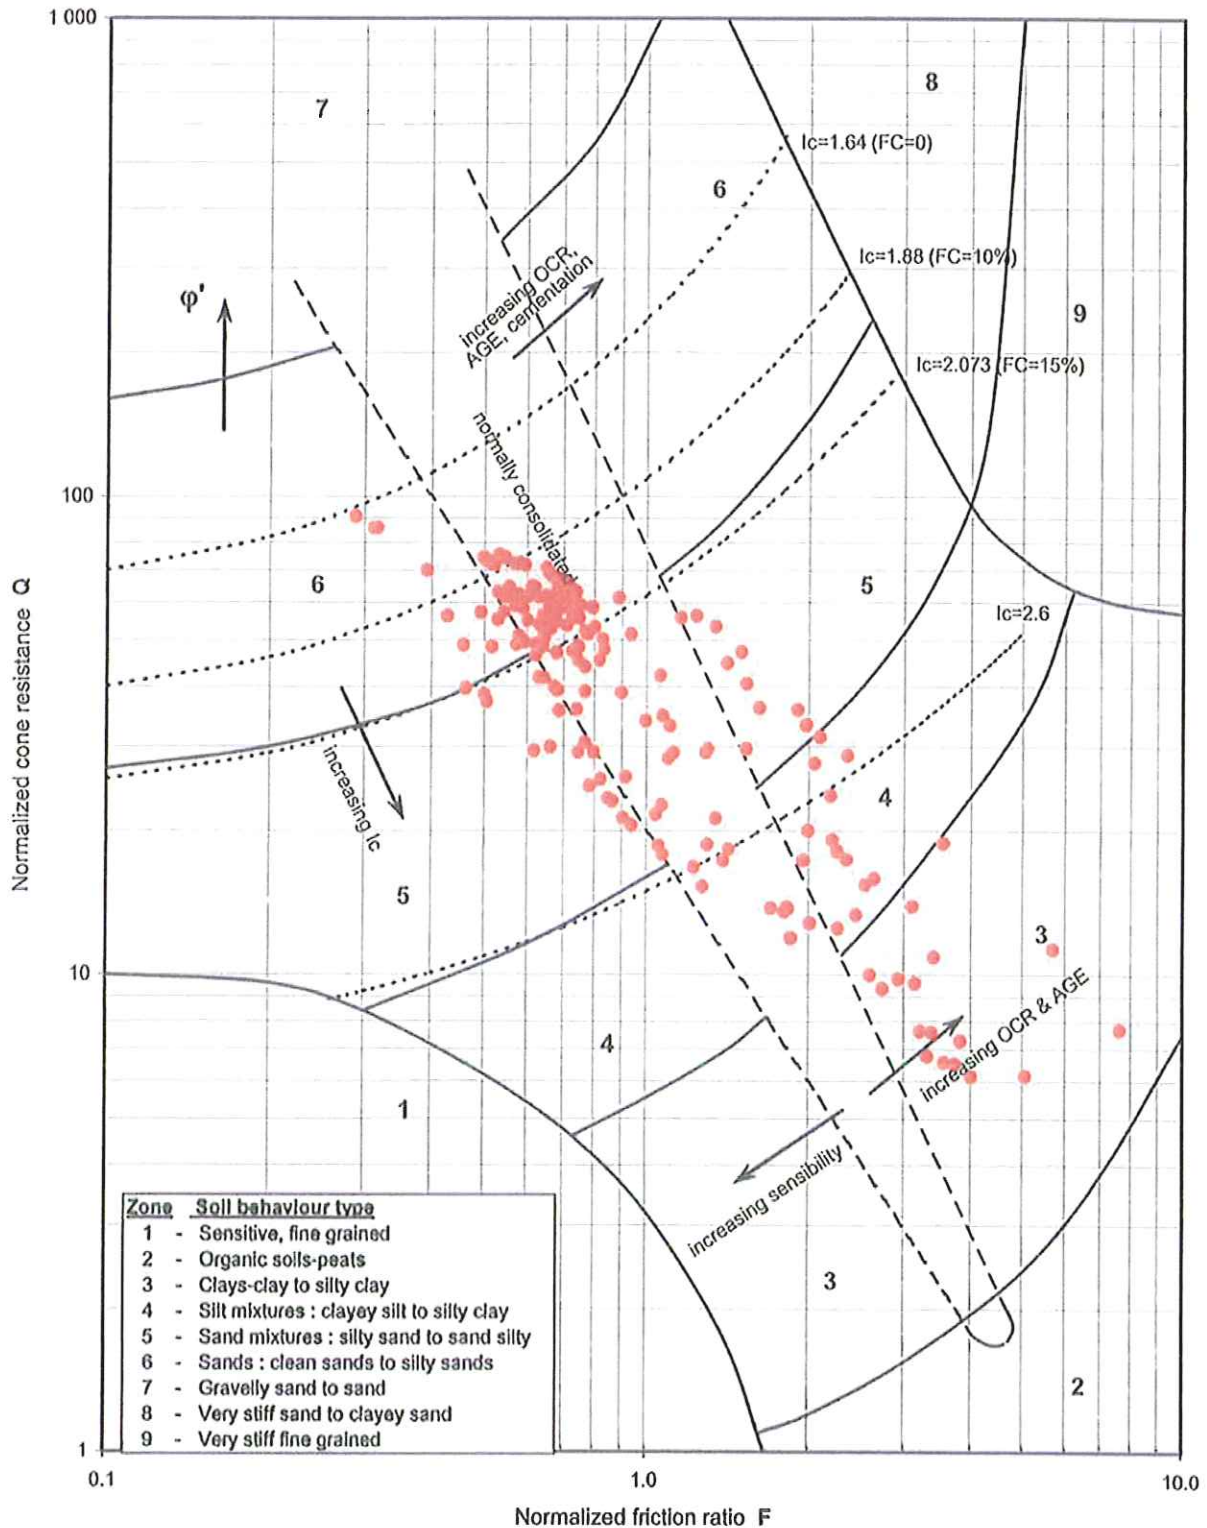 1 000
7
8
Ic=1.64 (FC=0)
6
increasing OCR,
AGE, cementation
Ic=1.88 (FC=10%)
φ'
9
Ic=2.073 (FC=15%)
normally consolidated
100
6
5
Ic=2.6
Normalized cone resistance Q
increasing Ic
4
5
3
10
increasing OCR & AGE
4
1
increasing sensibility
3
2
Zone Soil behaviour type
1 - Sensitive, fine grained
2 - Organic soils-peats
3 - Clays-clay to silty clay
4 - Silt mixtures : clayey silt to silty clay
5 - Sand mixtures : silty sand to sand silty
6 - Sands : clean sands to silty sands
7 - Gravelly sand to sand
8 - Very stiff sand to clayey sand
9 - Very stiff fine grained
1
0.1
1.0
10.0
Normalized friction ratio F